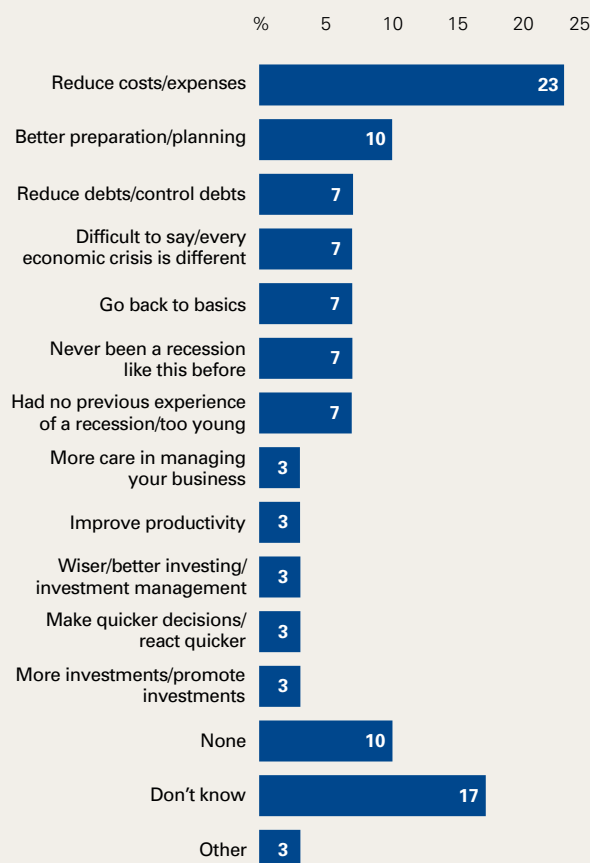 % 5 10 15 20 25
Reduce costs/expenses 23
Better preparation/planning 10
Reduce debts/control debts 7
Difficult to say/every
economic crisis is different 7
Go back to basics 7
Never been a recession
like this before 7
Had no previous experience
of a recession/too young 7
More care in managing
your business 3
Improve productivity 3
Wiser/better investing/
investment management 3
Make quicker decisions/
react quicker 3
More investments/promote
investments 3
None 10
Don't know 17
Other 3